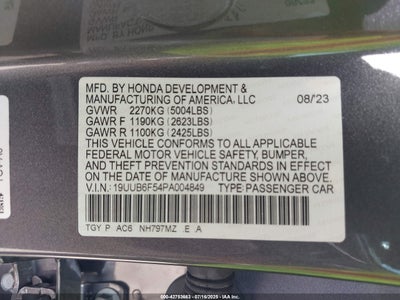 MFD. BY HONDA DEVELOPMENT & 08/23
MANUFACTURING OF AMERICA, LLC
GVWR 2270KG (5004LBS)
GAWR F 1190KG (2623LBS)
GAWR R 1100KG (2425LBS)
THIS VEHICLE CONFORMS TO ALL APPLICABLE
FEDERAL MOTOR VEHICLE SAFETY, BUMPER,
AND THEFT PREVENTION STANDARDS IN EFFECT
ON THE DATE OF MANUFACTURE SHOWN ABOVE.
V.I.N.: 19UUB6F54PA004849 TYPE:PASSENGER CAR
TGY P AC6 NH797MZ .E .A